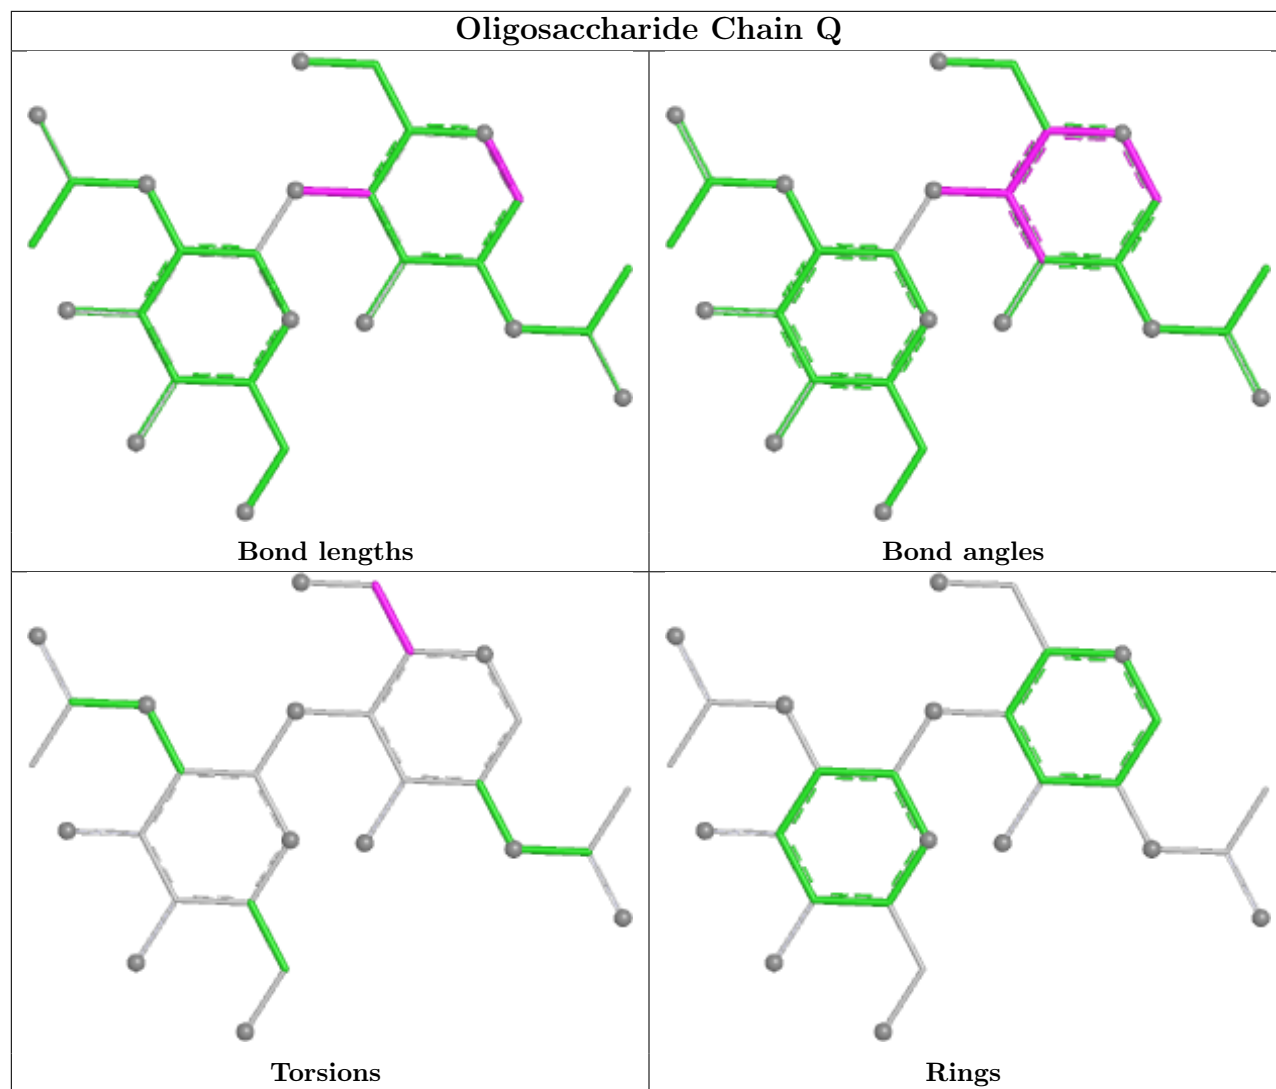 Oligosaccharide Chain Q
Bond lengths
Bond angles
Torsions
Rings